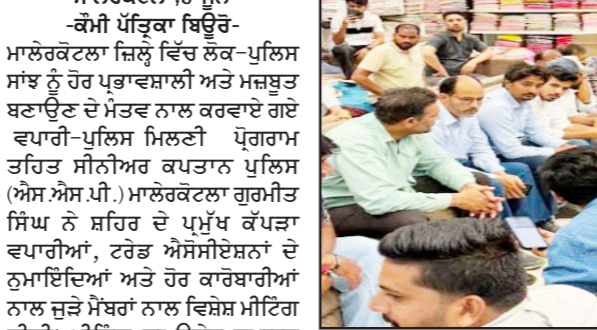 -ਕੌਮੀ ਪੱਤ੍ਰਿਕਾ ਬਿਊਰੋ-
ਮਾਲੇਰਕੋਟਲਾ ਜ਼ਿਲ੍ਹੇ ਵਿੱਚ ਲੋਕ-ਪੁਲਿਸ
ਸਾਂਝ ਨੂੰ ਹੋਰ ਪ੍ਰਭਾਵਸ਼ਾਲੀ ਅਤੇ ਮਜ਼ਬੂਤ
ਬਣਾਉਣ ਦੇ ਮੰਤਵ ਨਾਲ ਕਰਵਾਏ ਗਏ
ਵਪਾਰੀ-ਪੁਲਿਸ ਮਿਲਣੀ ਪ੍ਰੋਗਰਾਮ
ਤਹਿਤ ਸੀਨੀਅਰ ਕਪਤਾਨ ਪੁਲਿਸ
(ਐਸ.ਐਸ.ਪੀ.) ਮਾਲੇਰਕੋਟਲਾ ਗੁਰਮੀਤ
ਸਿੰਘ ਨੇ ਸ਼ਹਿਰ ਦੇ ਪ੍ਰਮੁੱਖ ਕੱਪੜਾ
ਵਪਾਰੀਆਂ, ਟਰੇਡ ਐਸੋਸੀਏਸ਼ਨਾਂ ਦੇ
ਨੁਮਾਇੰਦਿਆਂ ਅਤੇ ਹੋਰ ਕਾਰੋਬਾਰੀਆਂ
ਨਾਲ ਜੁੜੇ ਮੈਂਬਰਾਂ ਨਾਲ ਵਿਸ਼ੇਸ਼ ਮੀਟਿੰਗ